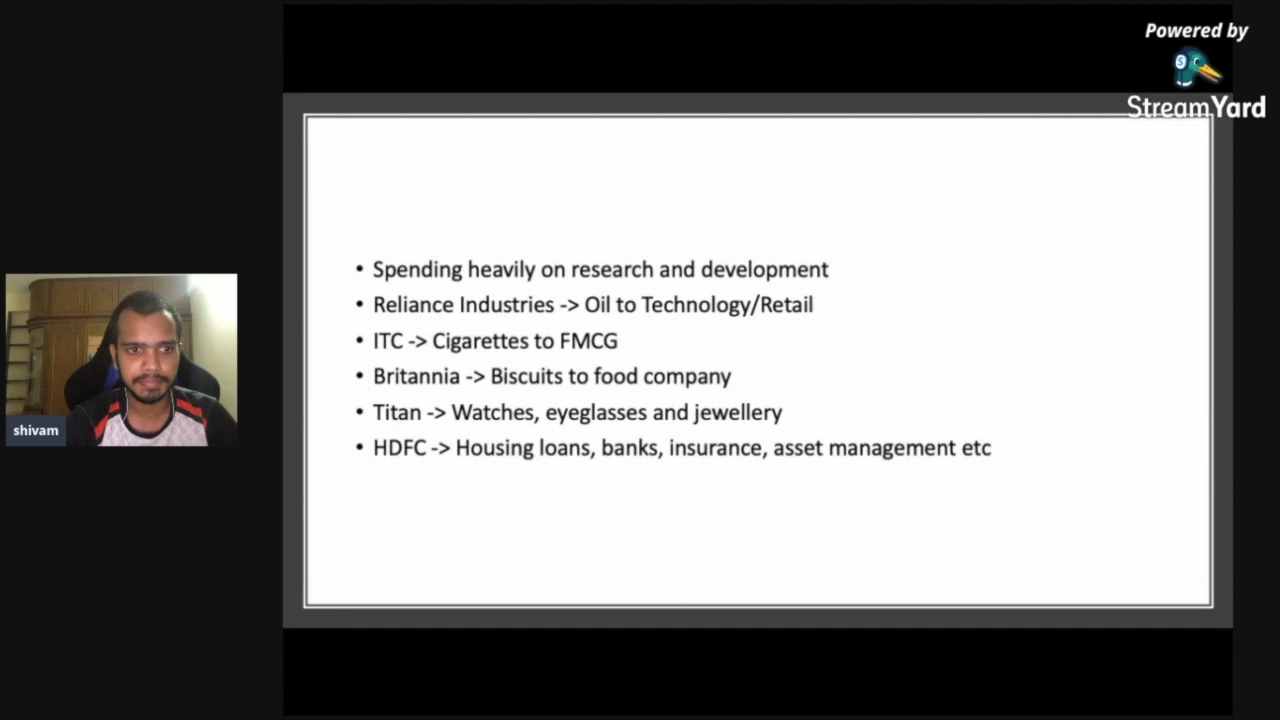 Powered by
StreamYard
• Spending heavily on research and development
• Reliance Industries -> Oil to Technology/Retail
• ITC -> Cigarettes to FMCG
• Britannia -> Biscuits to food company
• Titan -> Watches, eyeglasses and jewellery
• HDFC -> Housing loans, banks, insurance, asset management etc
shivam